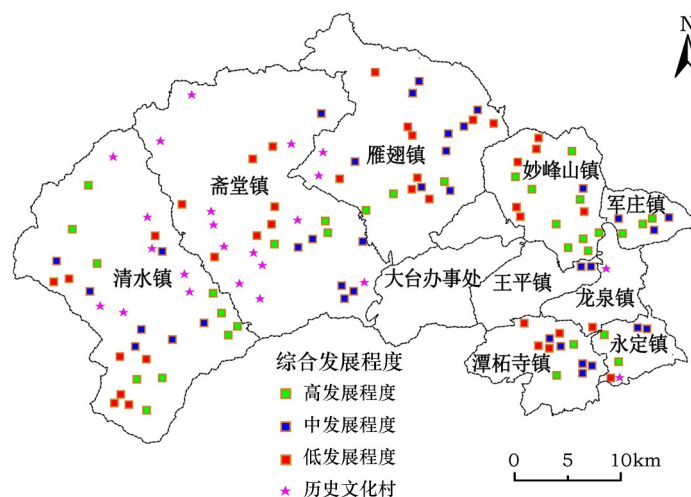 N
雁翅镇
妙峰山镇
斋堂镇
军庄镇
清水镇
大台办事处
王平镇
龙泉镇
潭柘寺镇
永定镇
综合发展程度
高发展程度
中发展程度
低发展程度
历史文化村
0 5 10km